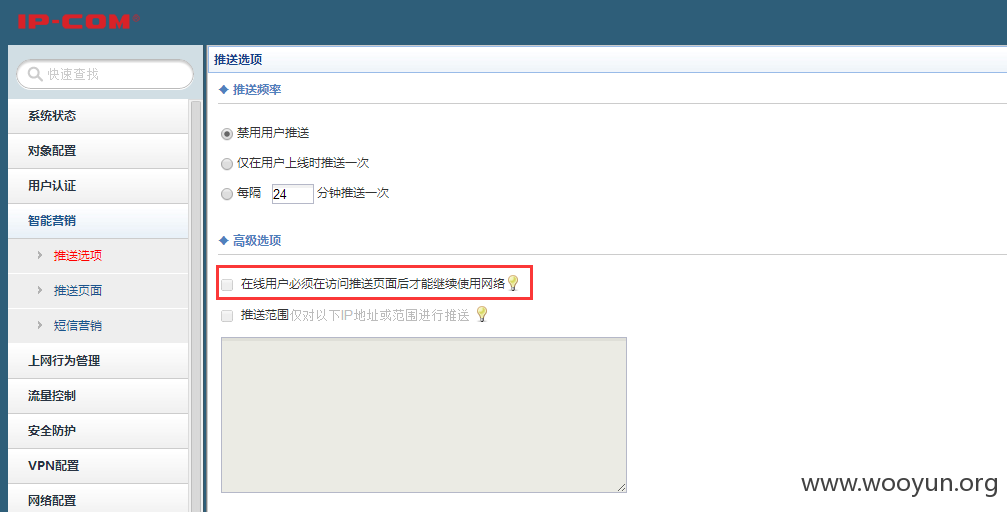 IP-COM®
快速查找
系统状态
对象配置
用户认证
智能营销
推送选项
推送页面
短信营销
上网行为管理
流量控制
安全防护
VPN配置
网络配置
推送选项
推送频率
禁用用户推送
仅在用户上线时推送一次
每隔 24 分钟推送一次
高级选项
在线用户必须在访问推送页面后才能继续使用网络
推送范围仅对以下IP地址或范围进行推送
www.wooyun.org